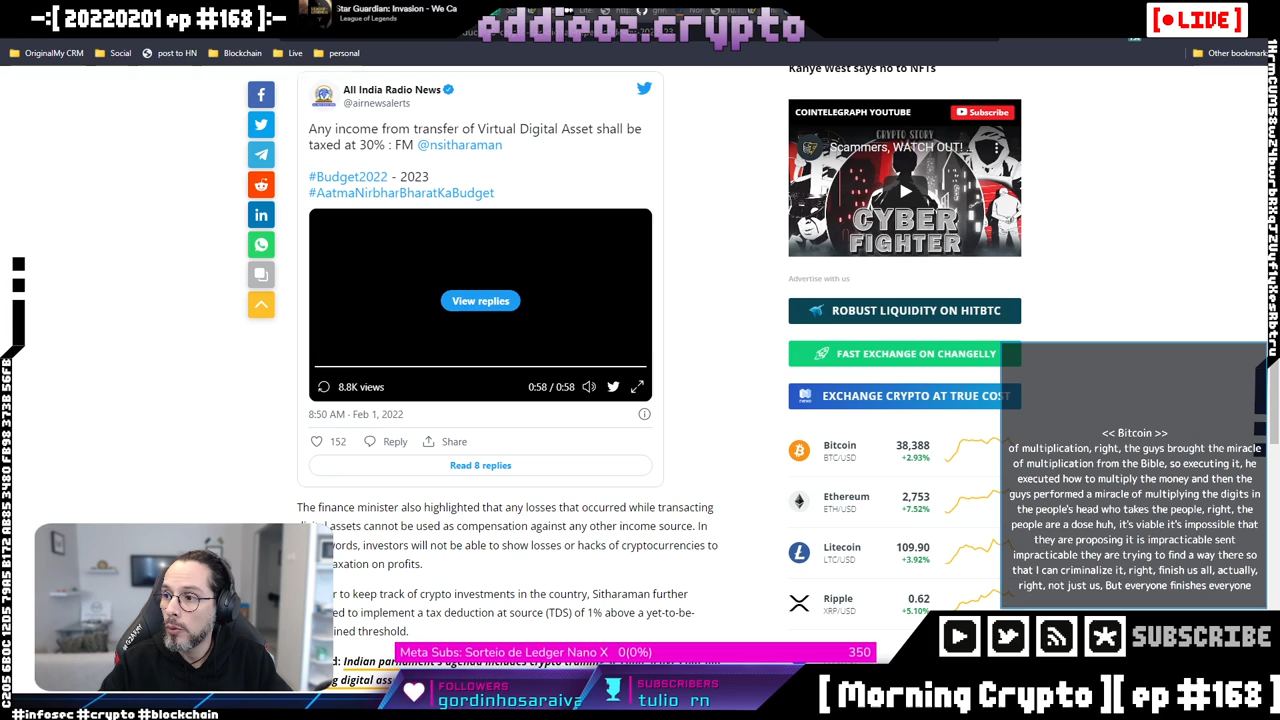 -:[ 20220201 ep #168 ]:-
Star Guardian: Invasion - We Ca
League of Legends
eddieoz.crypto
[ • LIVE ]
OriginalMy CRM
Social
post to HN
Blockchain
Live
personal
Other bookmark
All India Radio News
@airnewsalerts
Any income from transfer of Virtual Digital Asset shall be
taxed at 30% : FM @nsitharaman
#Budget2022 - 2023
#AatmaNirbharBharatKaBudget
View replies
8.8K views
0:58 / 0:58
8:50 AM · Feb 1, 2022
152
Reply
Share
Read 8 replies
The finance minister also highlighted that any losses that occurred while transacting
assets cannot be used as compensation against any other income source. In
words, investors will not be able to show losses or hacks of cryptocurrencies to
axation on profits.
r to keep track of crypto investments in the country, Sitharaman further
ed to implement a tax deduction at source (TDS) of 1% above a yet-to-be-
ined threshold.
Kanye West says no to NFTs
COINTELEGRAPH YOUTUBE
Subscribe
CRYPTO STORY
Scammers, WATCH OUT! ..
CYBER
FIGHTER
Advertise with us
ROBUST LIQUIDITY ON HITBTC
FAST EXCHANGE ON CHANGELLY
nexo
EXCHANGE CRYPTO AT TRUE COST
Bitcoin 38,388
BTC/USD +2.93%
Ethereum 2,753
ETH/USD +7.52%
Litecoin 109.90
LTC/USD +3.92%
Ripple 0.62
XRP/USD +5.10%
<< Bitcoin >>
of multiplication, right, the guys brought the miracle
of multiplication from the Bible, so executing it, he
executed how to multiply the money and then the
guys performed a miracle of multiplying the digits in
the people's head who takes the people, right, the
people are a dose huh, it's viable it's impossible that
they are proposing it is impracticable sent
impracticable they are trying to find a way there so
that I can criminalize it, right, finish us all, actually,
right, not just us, But everyone finishes everyone
Meta Subs: Sorteio de Ledger Nano X 0(0%) 350
FOLLOWERS
gordinhosaraiva
SUBSCRIBERS
tulio_rn
SUBSCRIBE
[ Morning Crypto ][ ep #168 ]
#infosec #crypto #blockchain